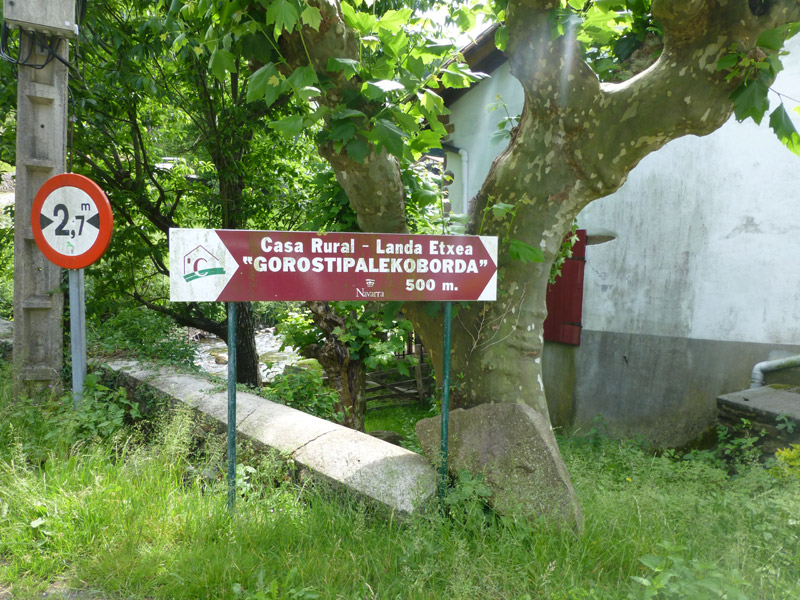 2,7 m
Casa Rural - Landa Etxea
"GOROSTIPALEKOBORDA"
Navarra 500 m.